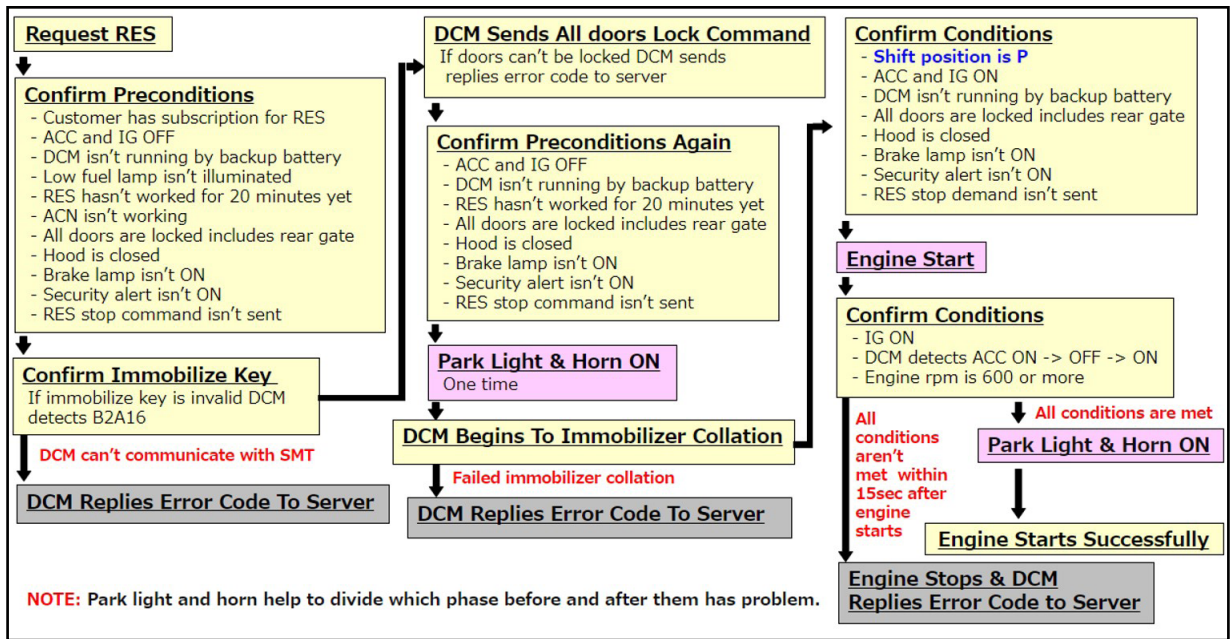 Request RES
Confirm Preconditions
- Customer has subscription for RES
- ACC and IG OFF
- DCM isn't running by backup battery
- Low fuel lamp isn't illuminated
- RES hasn't worked for 20 minutes yet
- ACN isn't working
- All doors are locked includes rear gate
- Hood is closed
- Brake lamp isn't ON
- Security alert isn't ON
- RES stop command isn't sent
Confirm Immobilize Key
If immobilize key is invalid DCM
detects B2A16
DCM can't communicate with SMT
DCM Replies Error Code To Server
DCM Sends All doors Lock Command
If doors can't be locked DCM sends
replies error code to server
Confirm Preconditions Again
- ACC and IG OFF
- DCM isn't running by backup battery
- RES hasn't worked for 20 minutes yet
- All doors are locked includes rear gate
- Hood is closed
- Brake lamp isn't ON
- Security alert isn't ON
- RES stop command isn't sent
Park Light & Horn ON
One time
DCM Begins To Immobilizer Collation
Failed immobilizer collation
DCM Replies Error Code To Server
Confirm Conditions
- Shift position is P
- ACC and IG ON
- DCM isn't running by backup battery
- All doors are locked includes rear gate
- Hood is closed
- Brake lamp isn't ON
- Security alert isn't ON
- RES stop demand isn't sent
Engine Start
Confirm Conditions
- IG ON
- DCM detects ACC ON -> OFF -> ON
- Engine rpm is 600 or more
All
conditions
aren't
met within
15sec after
engine
starts
All conditions are met
Park Light & Horn ON
Engine Starts Successfully
Engine Stops & DCM
Replies Error Code to Server
NOTE: Park light and horn help to divide which phase before and after them has problem.